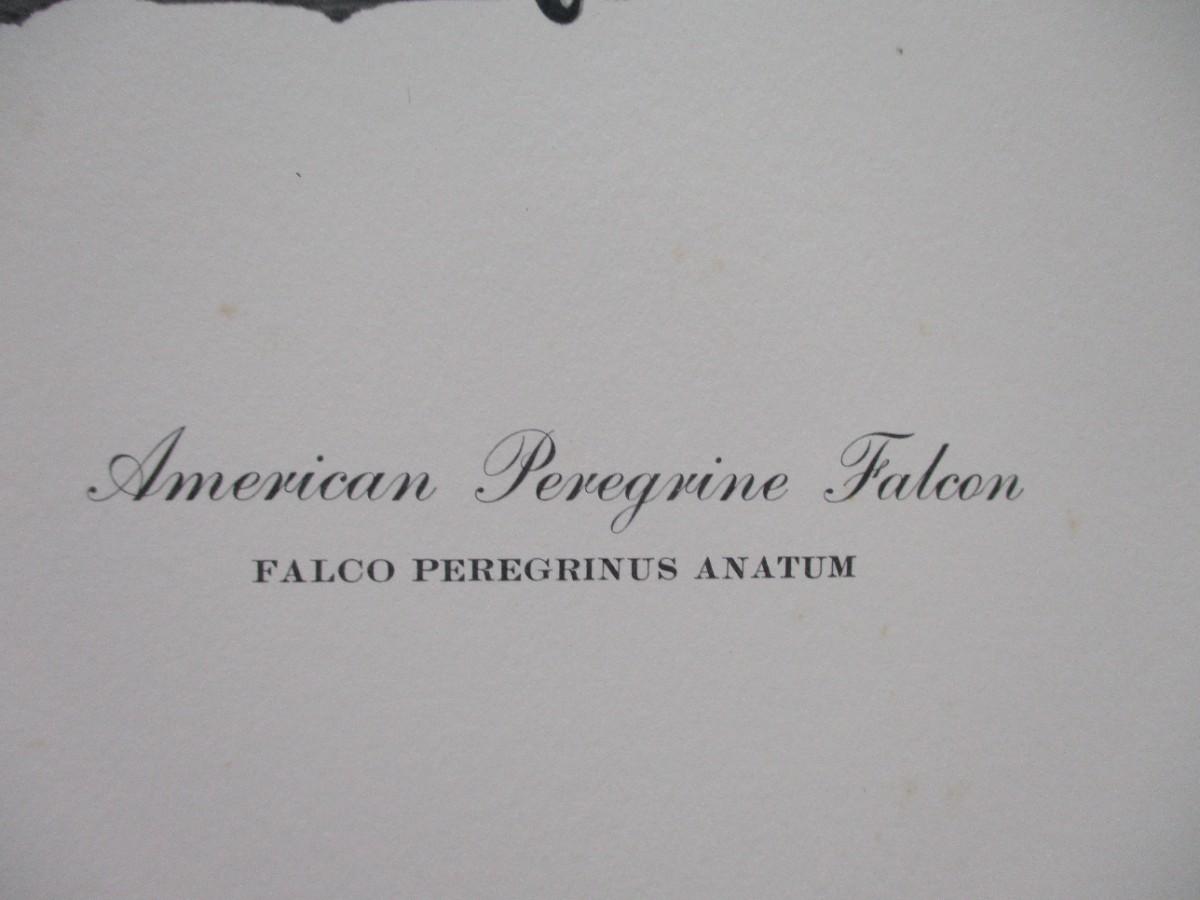 American Peregrine Falcon
FALCO PEREGRINUS ANATUM